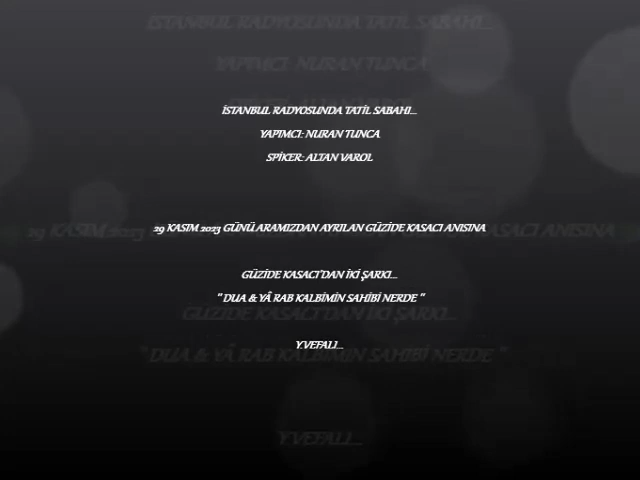 İSTANBUL RADYOSUNDA TATİL SABAHI...
YAPIMCI: NURAN TUNCA
SPİKER: ALTAN VAROL
29 KASIM 2023 GÜNÜ ARAMIZDAN AYRILAN GÜZİDE KASACI ANISINA
GÜZİDE KASACI'DAN İKİ ŞARKI...
" DUA & YÂ RAB KALBİMİN SAHİBİ NERDE "
Y.VEFALI...